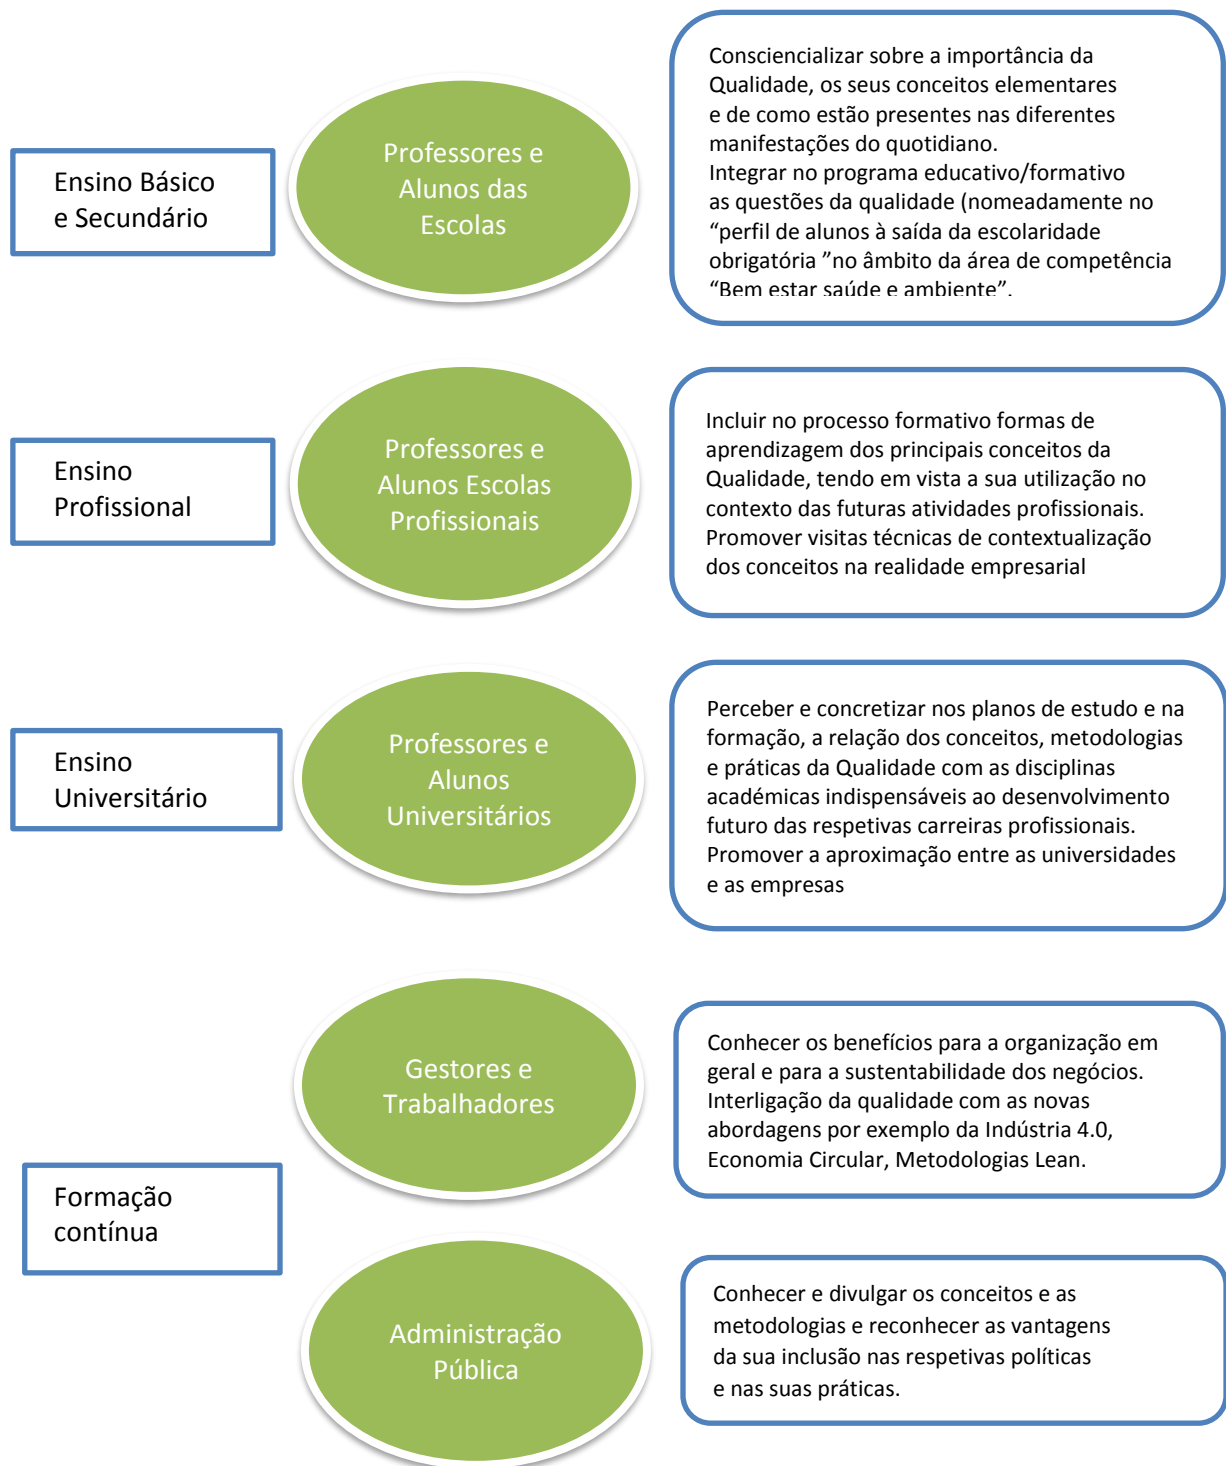 Ensino Básico
e Secundário
Professores e
Alunos das
Escolas
Consciencializar sobre a importância da
Qualidade, os seus conceitos elementares
e de como estão presentes nas diferentes
manifestações do quotidiano.
Integrar no programa educativo/formativo
as questões da qualidade (nomeadamente no
“perfil de alunos à saída da escolaridade
obrigatória ”no âmbito da área de competência
“Bem estar saúde e ambiente”.
Ensino
Profissional
Professores e
Alunos Escolas
Profissionais
Incluir no processo formativo formas de
aprendizagem dos principais conceitos da
Qualidade, tendo em vista a sua utilização no
contexto das futuras atividades profissionais.
Promover visitas técnicas de contextualização
dos conceitos na realidade empresarial
Ensino
Universitário
Professores e
Alunos
Universitários
Perceber e concretizar nos planos de estudo e na
formação, a relação dos conceitos, metodologias
e práticas da Qualidade com as disciplinas
académicas indispensáveis ao desenvolvimento
futuro das respetivas carreiras profissionais.
Promover a aproximação entre as universidades
e as empresas
Formação
contínua
Gestores e
Trabalhadores
Conhecer os benefícios para a organização em
geral e para a sustentabilidade dos negócios.
Interligação da qualidade com as novas
abordagens por exemplo da Indústria 4.0,
Economia Circular, Metodologias Lean.
Administração
Pública
Conhecer e divulgar os conceitos e as
metodologias e reconhecer as vantagens
da sua inclusão nas respetivas políticas
e nas suas práticas.